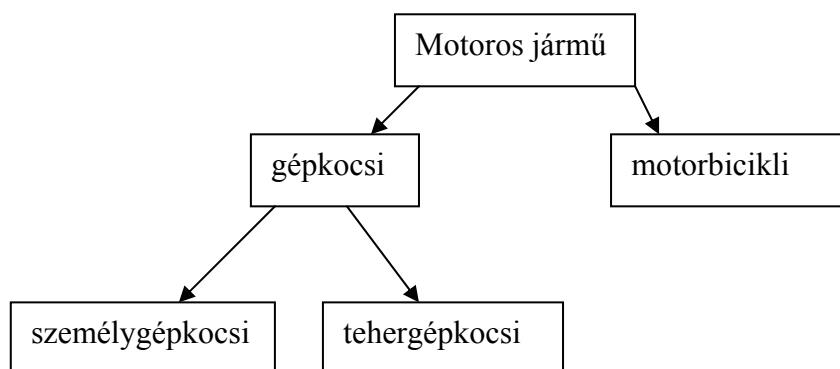 Motoros jármű
gépkocsi
motorbicikli
személygépkocsi
tehergépkocsi